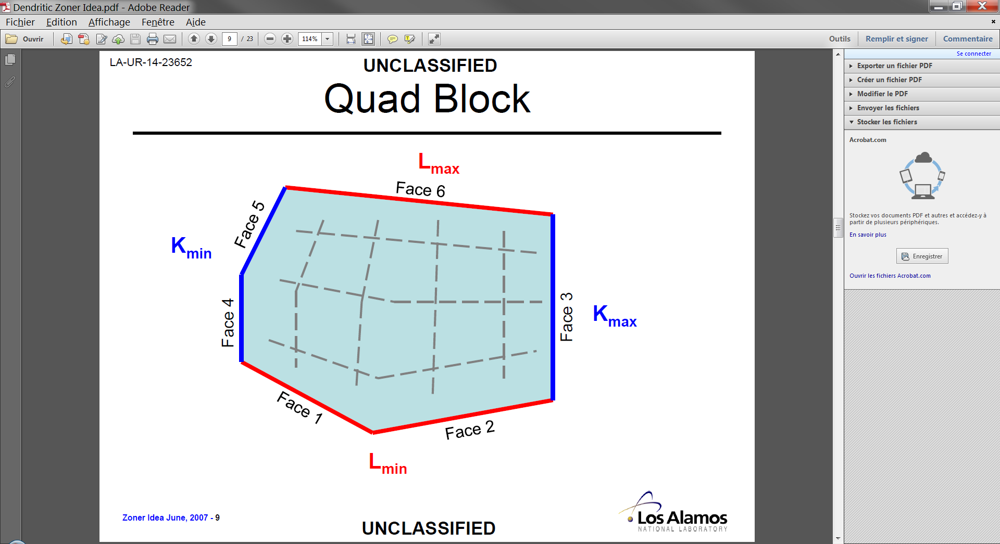 Dendritic Zoner Idea.pdf - Adobe Reader
Fichier Edition Affichage Fenêtre Aide
Ouvrir 9 / 23 114% Outils Remplir et signer Commentaire
Se connecter
Exporter un fichier PDF
Créer un fichier PDF
Modifier le PDF
Envoyer les fichiers
Stocker les fichiers
Acrobat.com
Stockez vos documents PDF et autres et accédez-y à
partir de plusieurs périphériques.
En savoir plus
Enregistrer
Ouvrir les fichiers Acrobat.com
LA-UR-14-23652
UNCLASSIFIED
Quad Block
Lmax
Face 6
Face 5
Kmin
Face 4
Face 3
Kmax
Face 1
Face 2
Lmin
Zoner Idea June, 2007 - 9
UNCLASSIFIED
Los Alamos
NATIONAL LABORATORY